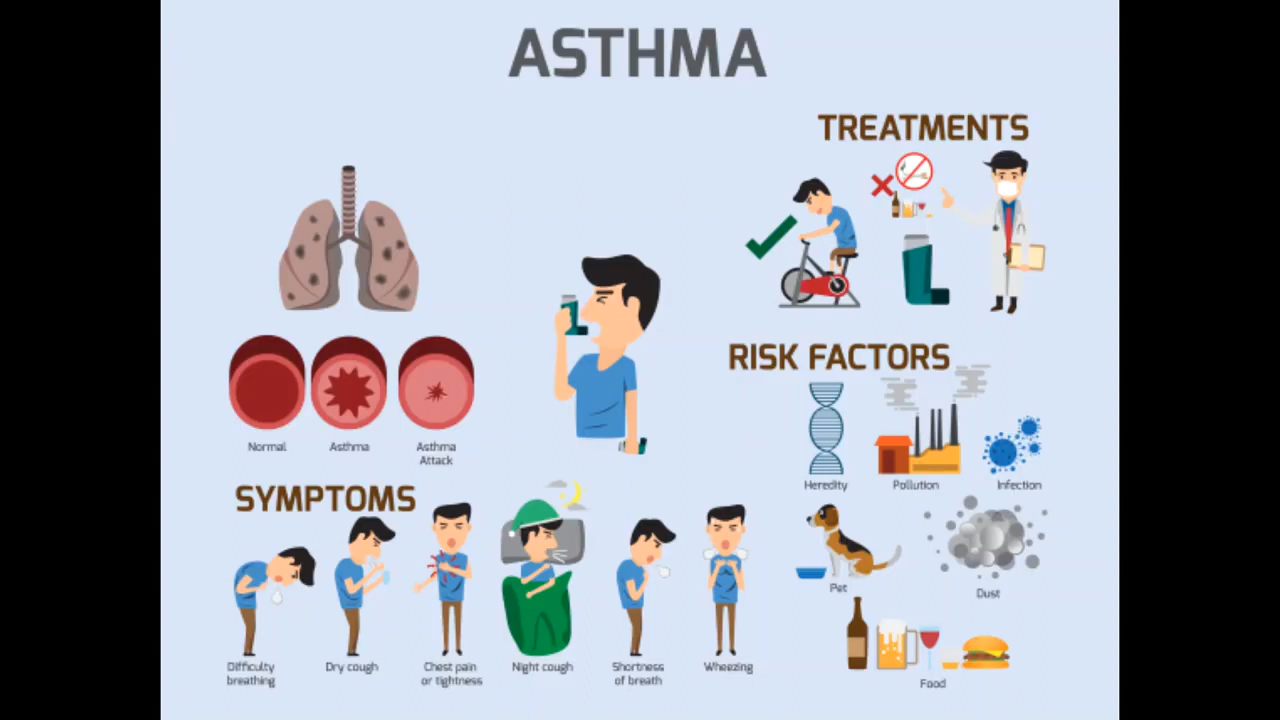 ASTHMA
TREATMENTS
Normal
Asthma
Asthma
Attack
RISK FACTORS
Heredity
Pollution
Infection
Pet
Dust
Food
SYMPTOMS
Difficulty
breathing
Dry cough
Chest pain
or tightness
Night cough
Shortness
of breath
Wheezing